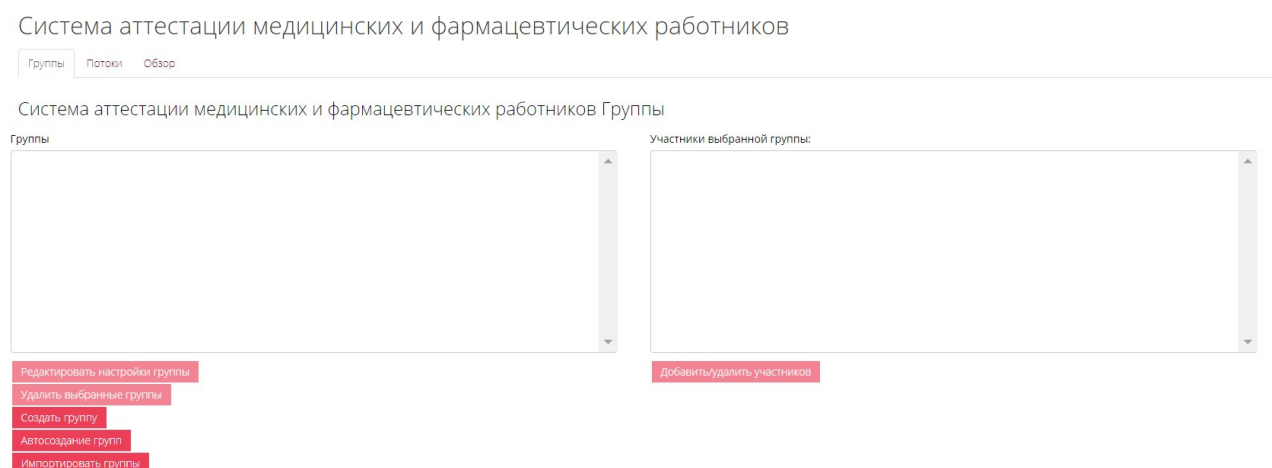 Система аттестации медицинских и фармацевтических работников
Группы Потоки Обзор
Система аттестации медицинских и фармацевтических работников Группы
Группы
Участники выбранной группы:
Редактировать настройки группы
Добавить/удалить участников
Удалить выбранные группы
Создать группу
Автосоздание групп
Импортировать группы